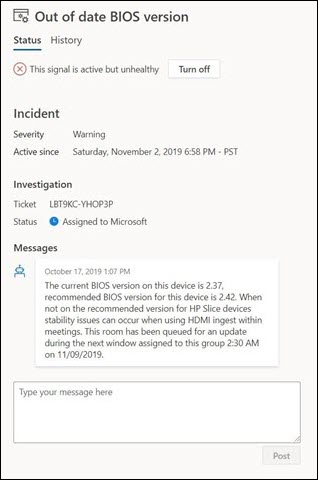 Out of date BIOS version
Status History
This signal is active but unhealthy Turn off
Incident
Severity Warning
Active since Saturday, November 2, 2019 6:58 PM - PST
Investigation
Ticket LBT9KC-YHOP3P
Status Assigned to Microsoft
Messages
October 17, 2019 1:07 PM
The current BIOS version on this device is 2.37,
recommended BIOS version for this device is 2.42. When
not on the recommended version for HP Slice devices
stability issues can occur when using HDMI ingest within
meetings. This room has been queued for an update
during the next window assigned to this group 2:30 AM
on 11/09/2019.
Type your message here
Post